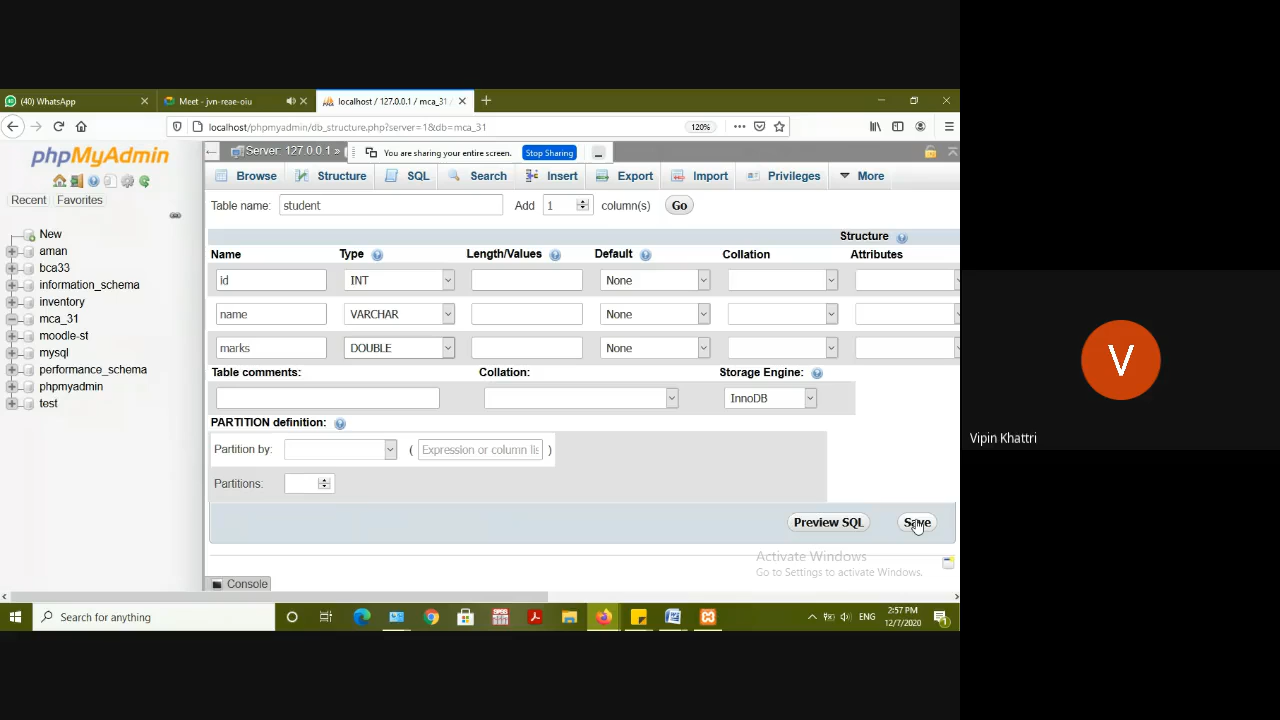 (40) WhatsApp
Meet - jvn-reae-oiu
localhost / 127.0.0.1 / mca_31
localhost/phpmyadmin/db_structure.php?server=1&db=mca_31
120%
phpMyAdmin
Recent
Favorites
New
aman
bca33
information_schema
inventory
mca_31
moodle-st
mysql
performance_schema
phpmyadmin
test
Server: 127.0.0.1 »
You are sharing your entire screen.
Stop Sharing
Browse
Structure
SQL
Search
Insert
Export
Import
Privileges
More
Table name:
student
Add
1
column(s)
Go
Structure
Name
Type
Length/Values
Default
Collation
Attributes
id
INT
None
name
VARCHAR
None
marks
DOUBLE
None
Table comments:
Collation:
Storage Engine:
InnoDB
PARTITION definition:
Partition by:
(
Expression or column lis
)
Partitions:
Preview SQL
Save
Activate Windows
Go to Settings to activate Windows.
Console
Search for anything
ENG
2:57 PM
12/7/2020
V
Vipin Khattri